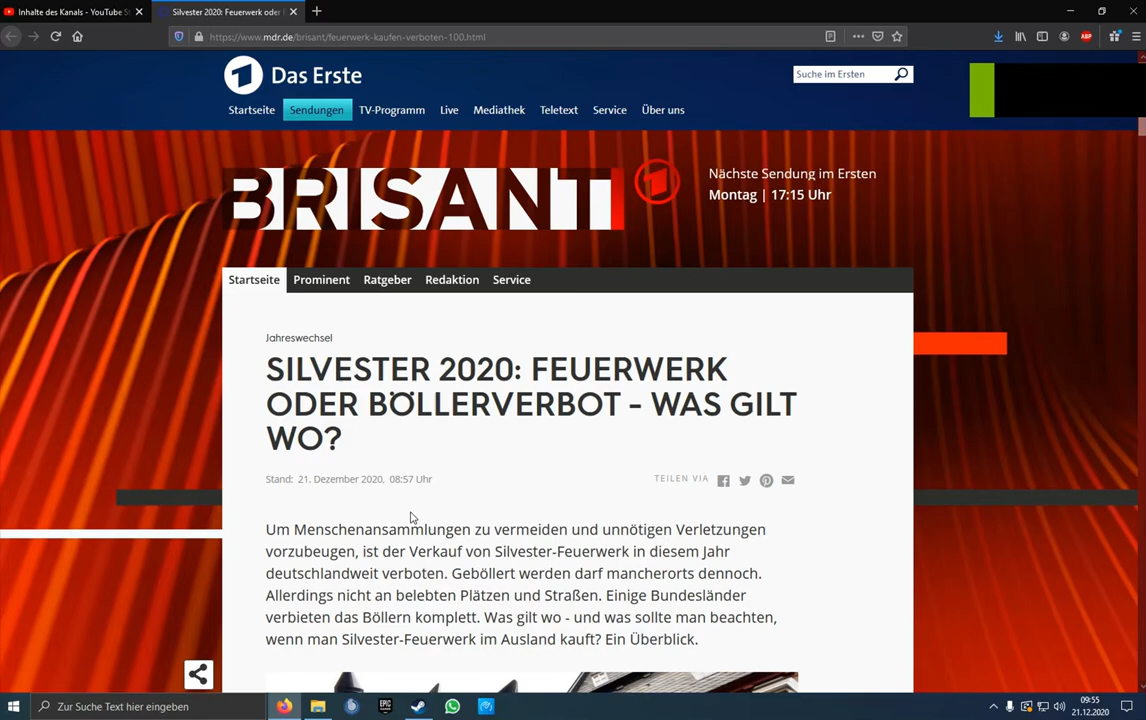 Inhalte des Kanals - YouTube St
Silvester 2020: Feuerwerk oder
https://www.mdr.de/brisant/feuerwerk-kaufen-verboten-100.html
ABP
1 Das Erste
Suche im Ersten
Startseite Sendungen TV-Programm Live Mediathek Teletext Service Über uns
BRISANT
Nächste Sendung im Ersten
Montag | 17:15 Uhr
Startseite Prominent Ratgeber Redaktion Service
Jahreswechsel
SILVESTER 2020: FEUERWERK
ODER BÖLLERVERBOT - WAS GILT
WO?
Stand: 21. Dezember 2020, 08:57 Uhr
TEILEN VIA
Um Menschenansammlungen zu vermeiden und unnötigen Verletzungen
vorzubeugen, ist der Verkauf von Silvester-Feuerwerk in diesem Jahr
deutschlandweit verboten. Geböllert werden darf mancherorts dennoch.
Allerdings nicht an belebten Plätzen und Straßen. Einige Bundesländer
verbieten das Böllern komplett. Was gilt wo - und was sollte man beachten,
wenn man Silvester-Feuerwerk im Ausland kauft? Ein Überblick.
Zur Suche Text hier eingeben
EPIC GAMES
09:55
21.12.2020